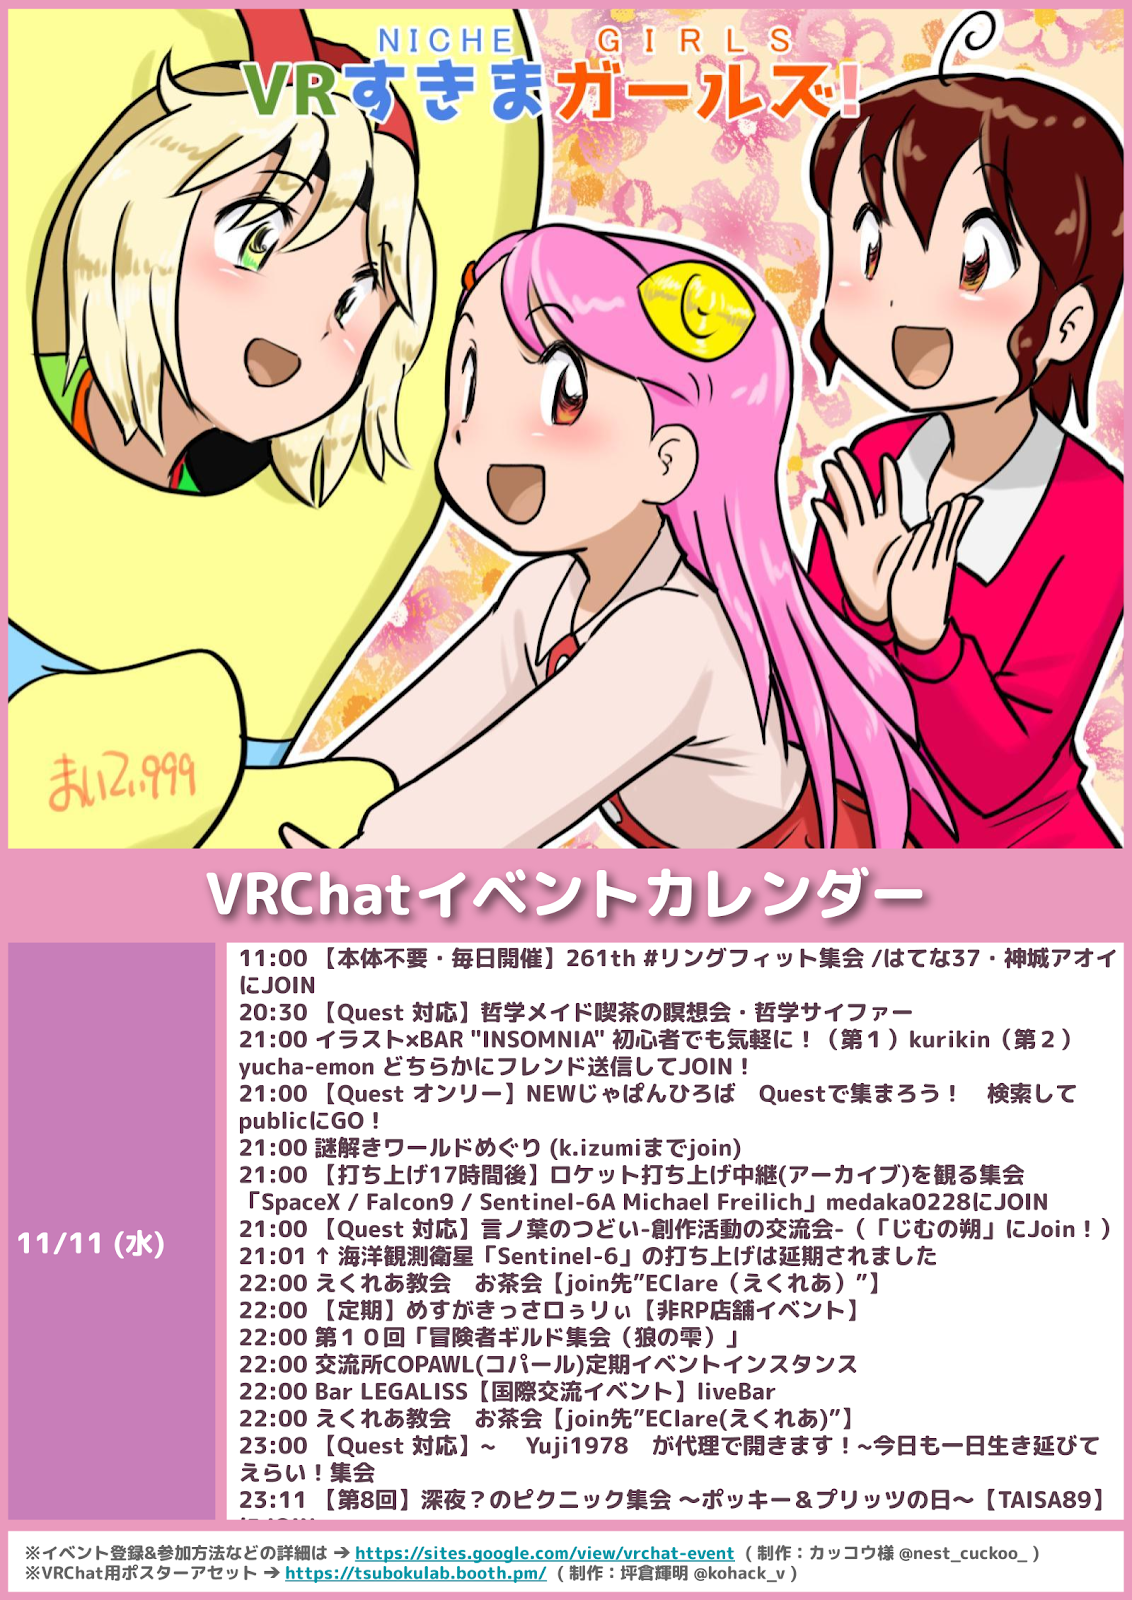 NICHE GIRLS
VRすきまガールズ!
まいてぃ999
VRChatイベントカレンダー
11/11 (水)
11:00 【本体不要・毎日開催】261th #リングフィット集会 /はてな37・神城アオイ
にJOIN
20:30 【Quest 対応】哲学メイド喫茶の瞑想会・哲学サイファー
21:00 イラスト×BAR "INSOMNIA" 初心者でも気軽に！（第１）kurikin（第２）
yucha-emon どちらかにフレンド送信してJOIN！
21:00 【Quest オンリー】NEWじゃぱんひろば　Questで集まろう！　検索して
publicにGO！
21:00 謎解きワールドめぐり (k.izumiまでjoin)
21:00 【打ち上げ17時間後】ロケット打ち上げ中継(アーカイブ)を観る集会
「SpaceX / Falcon9 / Sentinel-6A Michael Freilich」medaka0228にJOIN
21:00 【Quest 対応】言ノ葉のつどい-創作活動の交流会-（「じむの朔」にJoin！）
21:01 ↑ 海洋観測衛星「Sentinel-6」の打ち上げは延期されました
22:00 えくれあ教会　お茶会【join先”EClare（えくれあ）”】
22:00 【定期】めすがきっさロぅリぃ【非RP店舗イベント】
22:00 第１０回「冒険者ギルド集会（狼の雫）」
22:00 交流所COPAWL(コパール)定期イベントインスタンス
22:00 Bar LEGALISS【国際交流イベント】liveBar
22:00 えくれあ教会　お茶会【join先”EClare(えくれあ)”】
23:00 【Quest 対応】~　Yuji1978　が代理で開きます！~今日も一日生き延びて
えらい！集会
23:11 【第8回】深夜？のピクニック集会 〜ポッキー＆プリッツの日〜【TAISA89】
※イベント登録&参加方法などの詳細は ➔ https://sites.google.com/view/vrchat-event ( 制作：カッコウ様 @nest_cuckoo_ )
※VRChat用ポスターアセット ➔ https://tsubokulab.booth.pm/ ( 制作：坪倉輝明 @kohack_v )